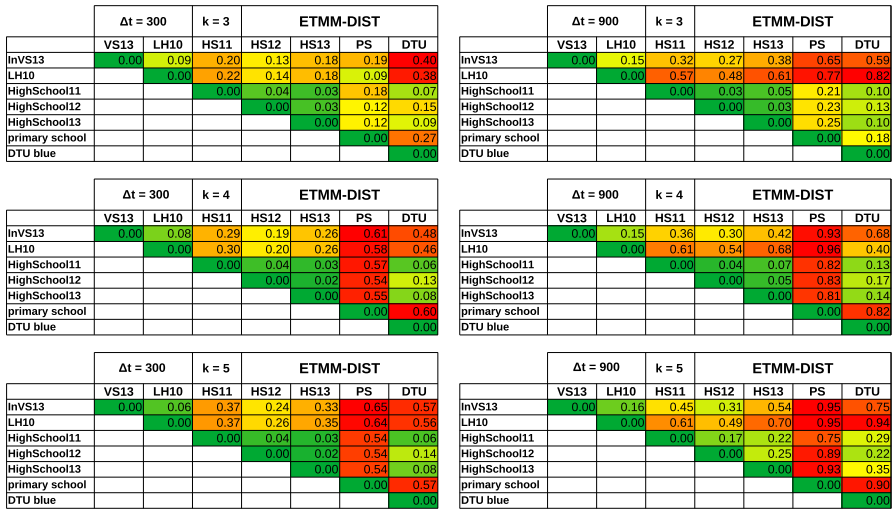 Δt = 300 k = 3 ETMM-DIST
VS13 LH10 HS11 HS12 HS13 PS DTU
InVS13 0.00 0.09 0.20 0.13 0.18 0.19 0.40
LH10 0.00 0.22 0.14 0.18 0.09 0.38
HighSchool11 0.00 0.04 0.03 0.18 0.07
HighSchool12 0.00 0.03 0.12 0.15
HighSchool13 0.00 0.12 0.09
primary school 0.00 0.27
DTU blue 0.00
Δt = 900 k = 3 ETMM-DIST
VS13 LH10 HS11 HS12 HS13 PS DTU
InVS13 0.00 0.15 0.32 0.27 0.38 0.65 0.59
LH10 0.00 0.57 0.48 0.61 0.77 0.82
HighSchool11 0.00 0.03 0.05 0.21 0.10
HighSchool12 0.00 0.03 0.23 0.13
HighSchool13 0.00 0.25 0.10
primary school 0.00 0.18
DTU blue 0.00
Δt = 300 k = 4 ETMM-DIST
VS13 LH10 HS11 HS12 HS13 PS DTU
InVS13 0.00 0.08 0.29 0.19 0.26 0.61 0.48
LH10 0.00 0.30 0.20 0.26 0.58 0.46
HighSchool11 0.00 0.04 0.03 0.57 0.06
HighSchool12 0.00 0.02 0.54 0.13
HighSchool13 0.00 0.55 0.08
primary school 0.00 0.60
DTU blue 0.00
Δt = 900 k = 4 ETMM-DIST
VS13 LH10 HS11 HS12 HS13 PS DTU
InVS13 0.00 0.15 0.36 0.30 0.42 0.93 0.68
LH10 0.00 0.61 0.54 0.68 0.96 0.40
HighSchool11 0.00 0.04 0.07 0.82 0.13
HighSchool12 0.00 0.05 0.83 0.17
HighSchool13 0.00 0.81 0.14
primary school 0.00 0.82
DTU blue 0.00
Δt = 300 k = 5 ETMM-DIST
VS13 LH10 HS11 HS12 HS13 PS DTU
InVS13 0.00 0.06 0.37 0.24 0.33 0.65 0.57
LH10 0.00 0.37 0.26 0.35 0.64 0.56
HighSchool11 0.00 0.04 0.03 0.54 0.06
HighSchool12 0.00 0.02 0.54 0.14
HighSchool13 0.00 0.54 0.08
primary school 0.00 0.57
DTU blue 0.00
Δt = 900 k = 5 ETMM-DIST
VS13 LH10 HS11 HS12 HS13 PS DTU
InVS13 0.00 0.16 0.45 0.31 0.54 0.95 0.75
LH10 0.00 0.61 0.49 0.70 0.95 0.94
HighSchool11 0.00 0.17 0.22 0.75 0.29
HighSchool12 0.00 0.25 0.89 0.22
HighSchool13 0.00 0.93 0.35
primary school 0.00 0.90
DTU blue 0.00